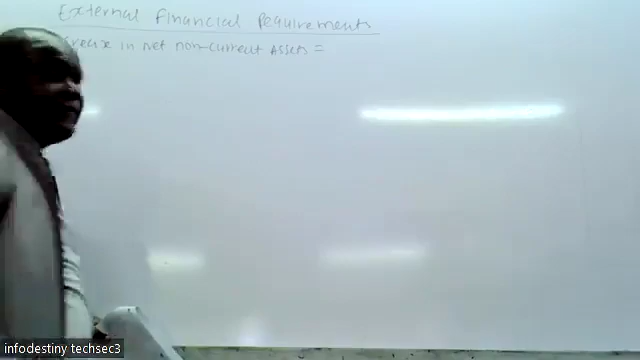 External Financial Requirements
in net non-current Assets =
infodestiny techsec3